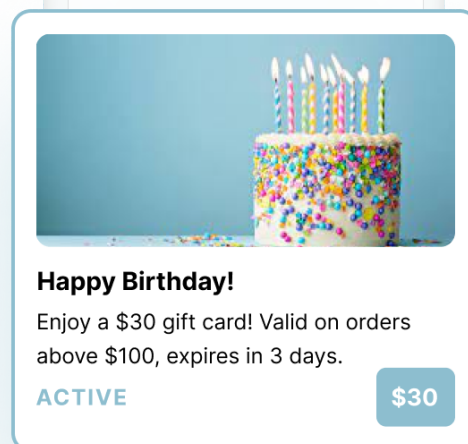 Happy Birthday!
Enjoy a $30 gift card! Valid on orders
above $100, expires in 3 days.
ACTIVE
$30